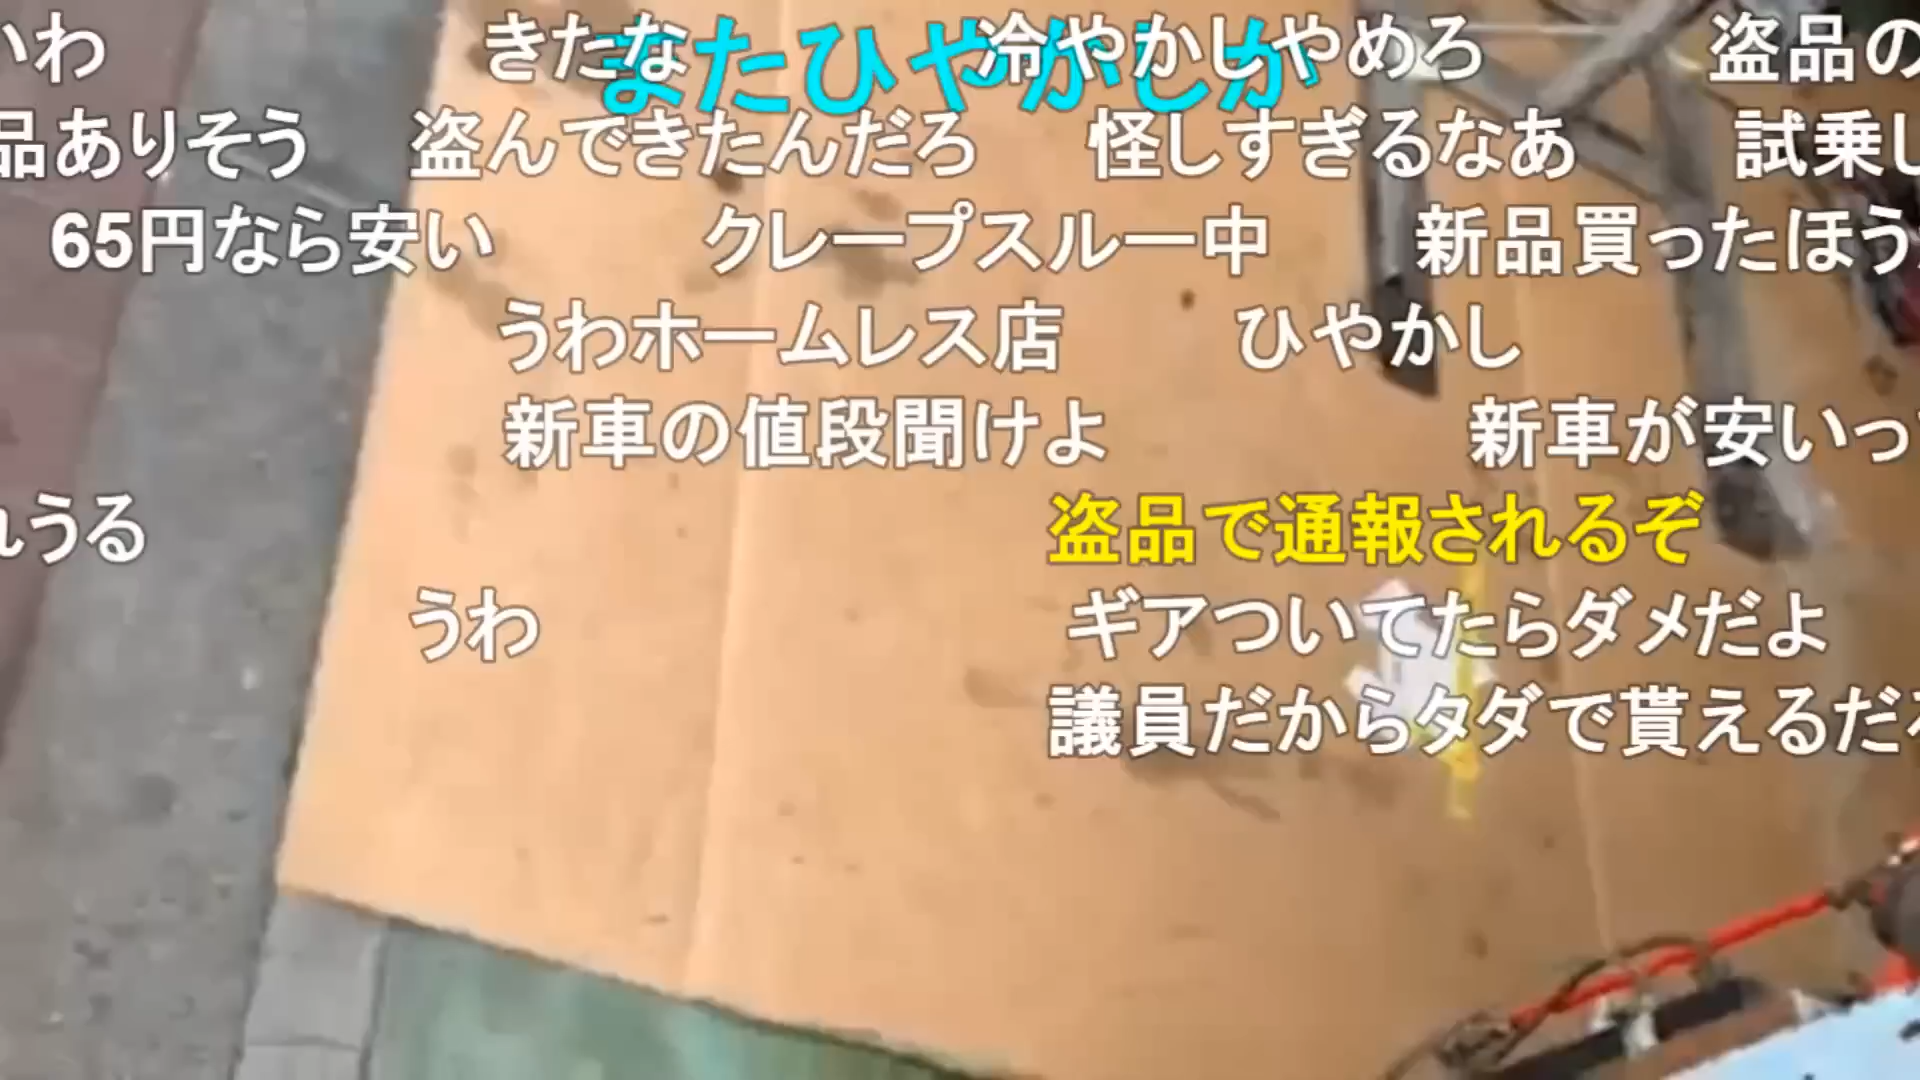 いわ きたな 冷やかしやめろ 盗品の
またひやかしか
品ありそう 盗んできたんだろ 怪しすぎるなあ 試乗し
65円なら安い クレープスルー中 新品買ったほう
うわホームレス店 ひやかし
新車の値段聞けよ 新車が安いっ
れうる 盗品で通報されるぞ
うわ ギアついてたらダメだよ
議員だからタダで貰えるだろ